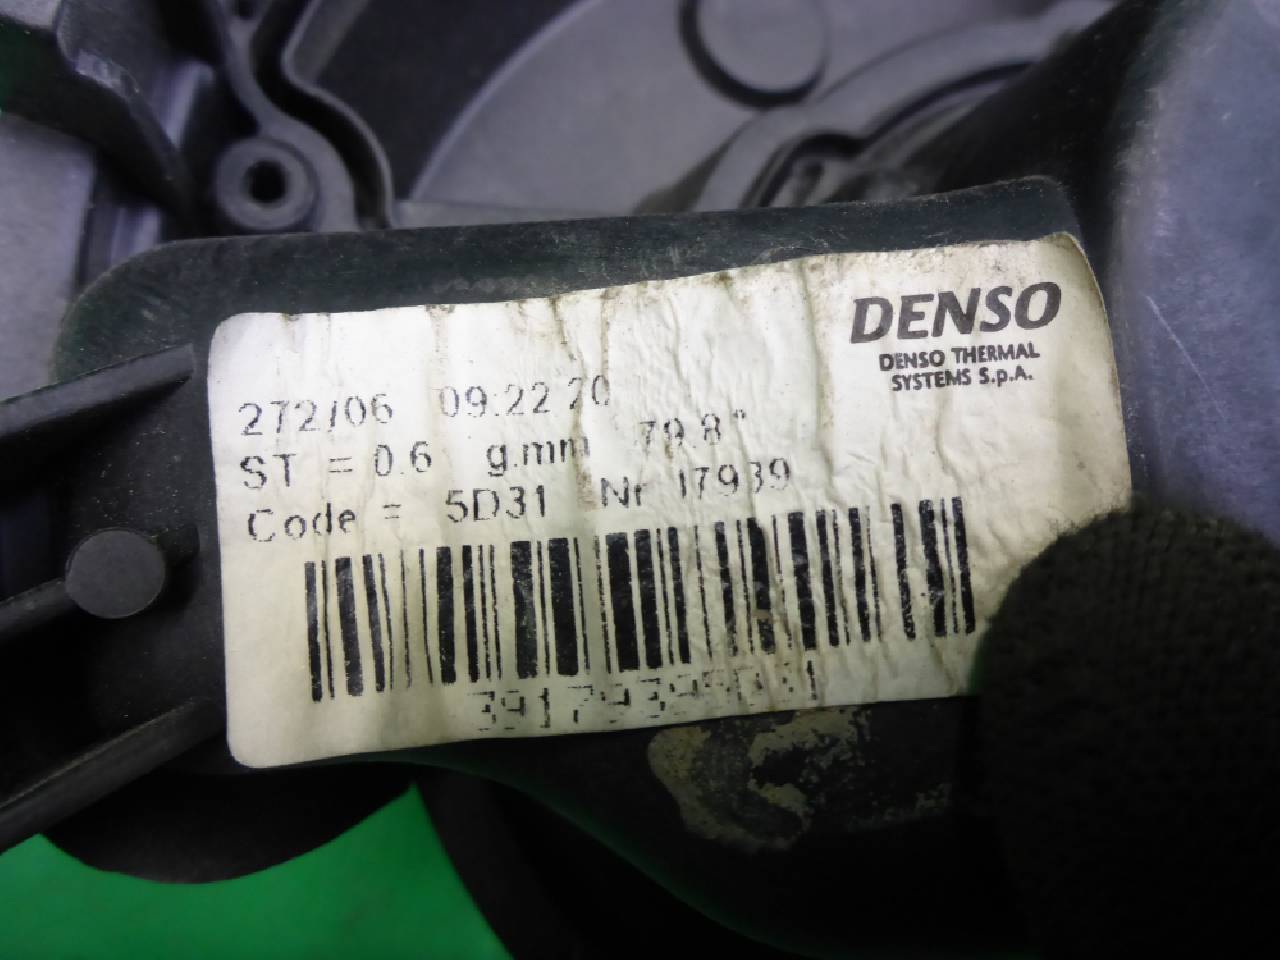 DENSO
DENSO THERMAL
SYSTEMS S.p.A.
272/06 09:22 20
ST = 0.6 g.mm 79.8°
Code = 5D31 Nr 17939